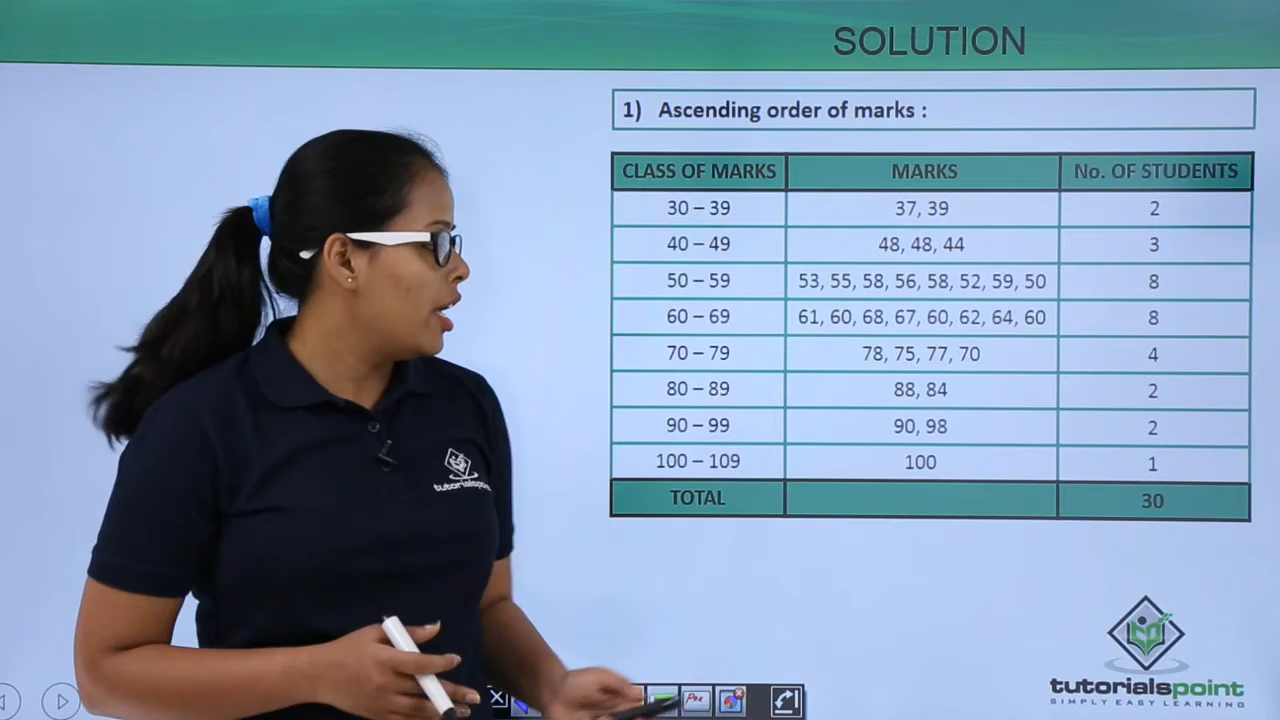 SOLUTION
1) Ascending order of marks :
CLASS OF MARKS MARKS No. OF STUDENTS
30 – 39 37, 39 2
40 – 49 48, 48, 44 3
50 – 59 53, 55, 58, 56, 58, 52, 59, 50 8
60 – 69 61, 60, 68, 67, 60, 62, 64, 60 8
70 – 79 78, 75, 77, 70 4
80 – 89 88, 84 2
90 – 99 90, 98 2
100 – 109 100 1
TOTAL 30
tutorialspoint
tutorialspoint
SIMPLY EASY LEARNING